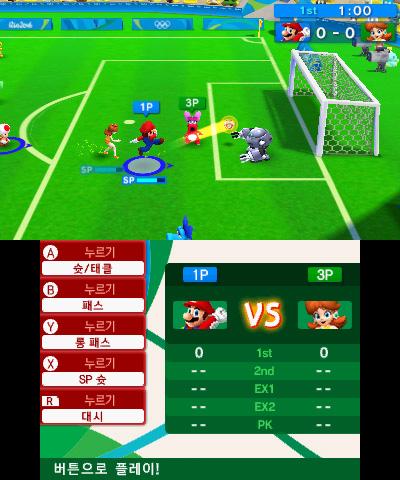 Rio2016
1st 1:00
0 - 0
1P
3P
SP
SP
A 누르기
슛/태클
B 누르기
패스
Y 누르기
롱 패스
X 누르기
SP 슛
R 누르기
대시
1P 3P
VS
0 1st 0
-- 2nd --
-- EX1 --
-- EX2 --
-- PK --
버튼으로 플레이!